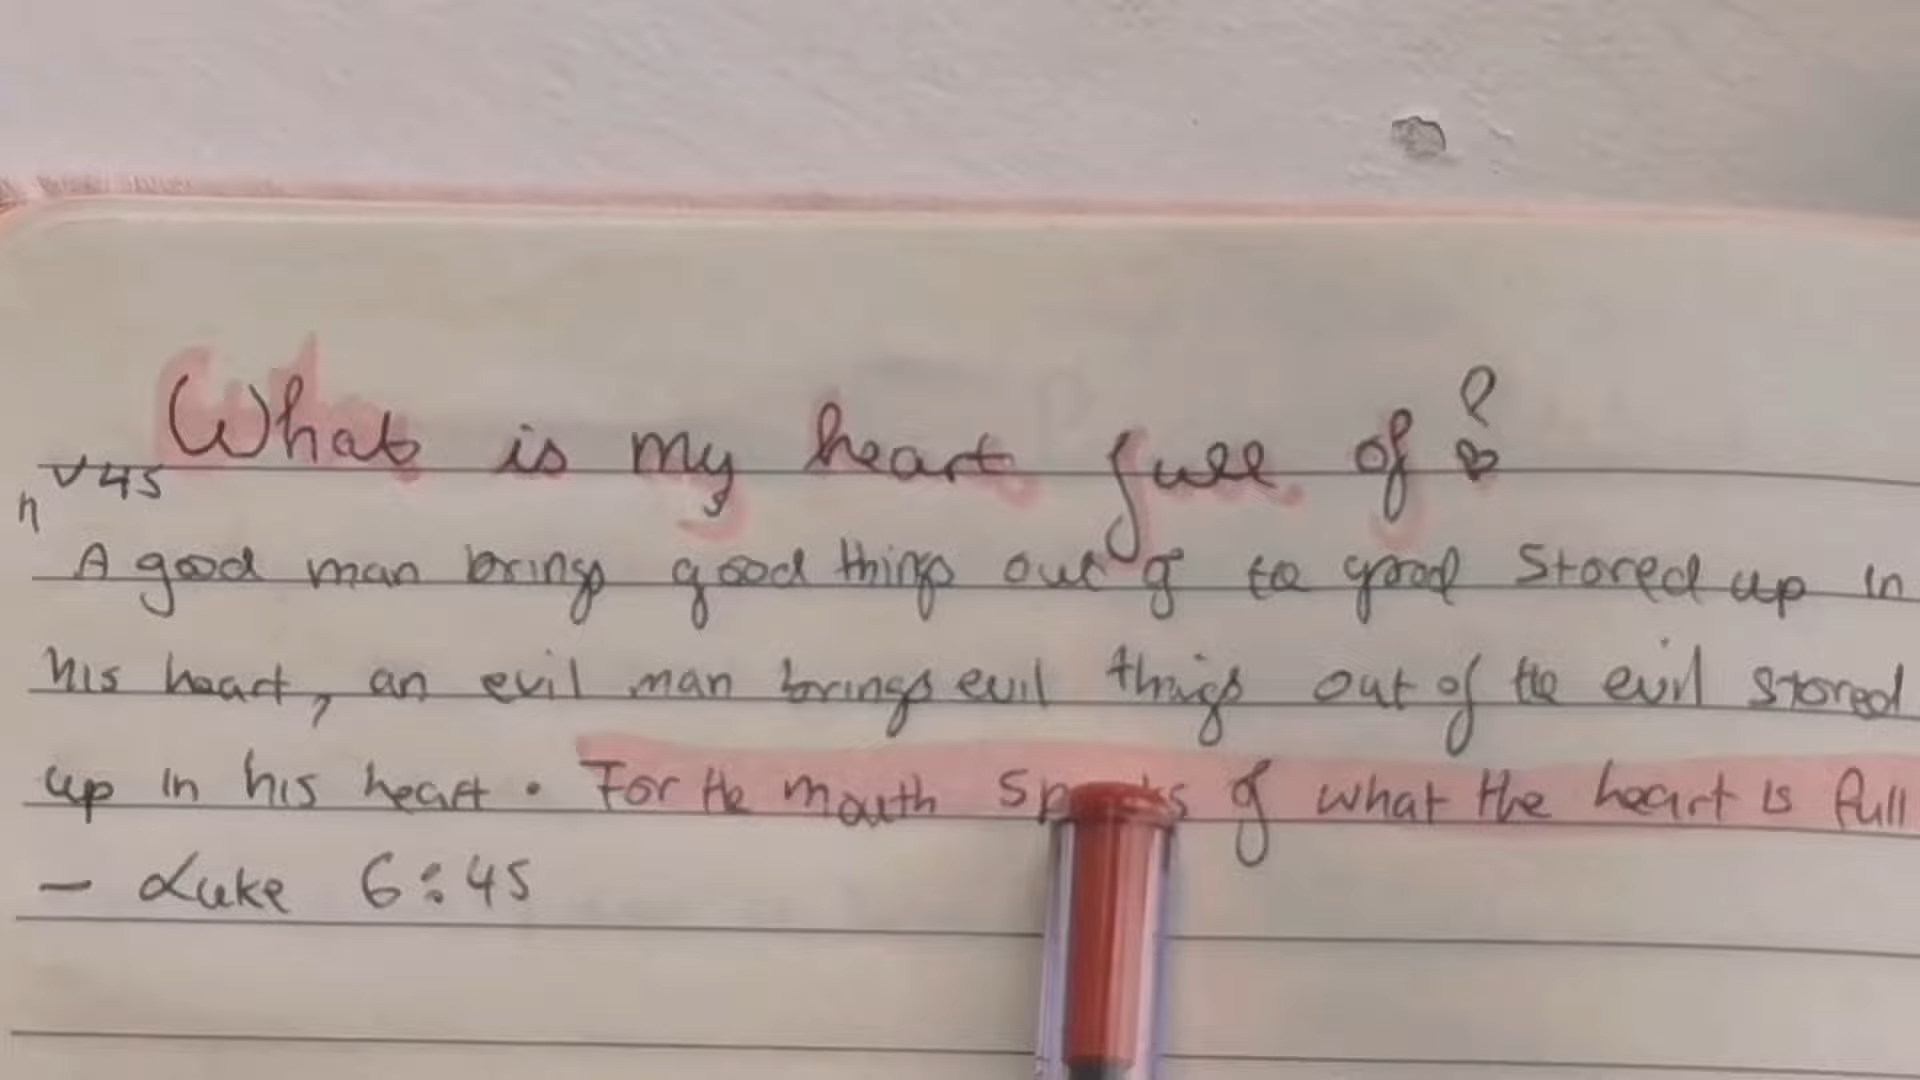 What is my heart full of ?
v45
" A good man brings good things out of te good stored up in
his heart, an evil man brings evil things out of the evil stored
up in his heart. For the mouth of what the heart is full
- Luke 6:45